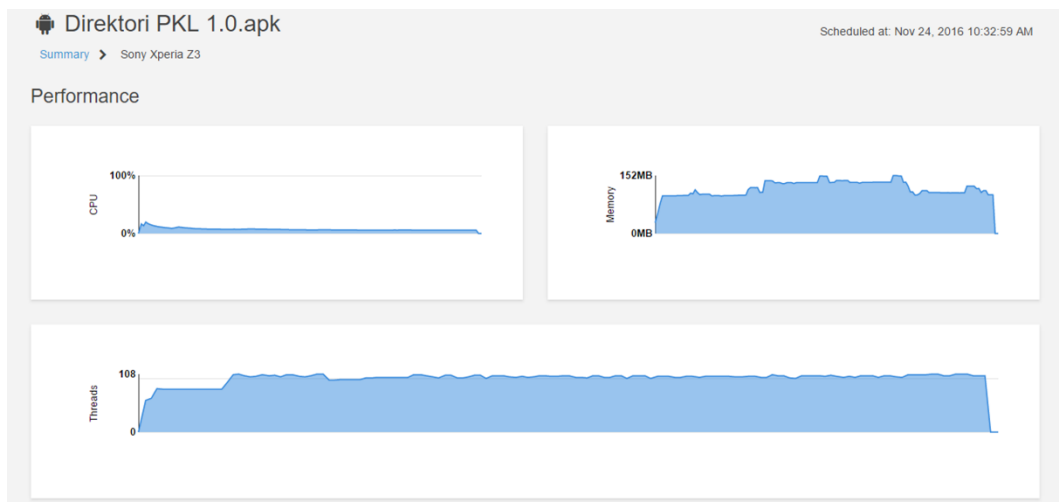 Direktori PKL 1.0.apk
Scheduled at: Nov 24, 2016 10:32:59 AM
Summary > Sony Xperia Z3
Performance
100%
CPU
0%
152MB
Memory
0MB
108
Threads
0